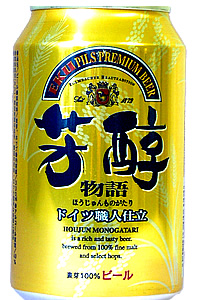 EKU PILS PREMIUM BEER
芳醇
物語
ほうじゅんものがたり
ドイツ職人仕立
HOUJUN MONOGATARI
is a rich and tasty beer.
brewed from 100% fine malt
and select hops.
麦芽100% ビール